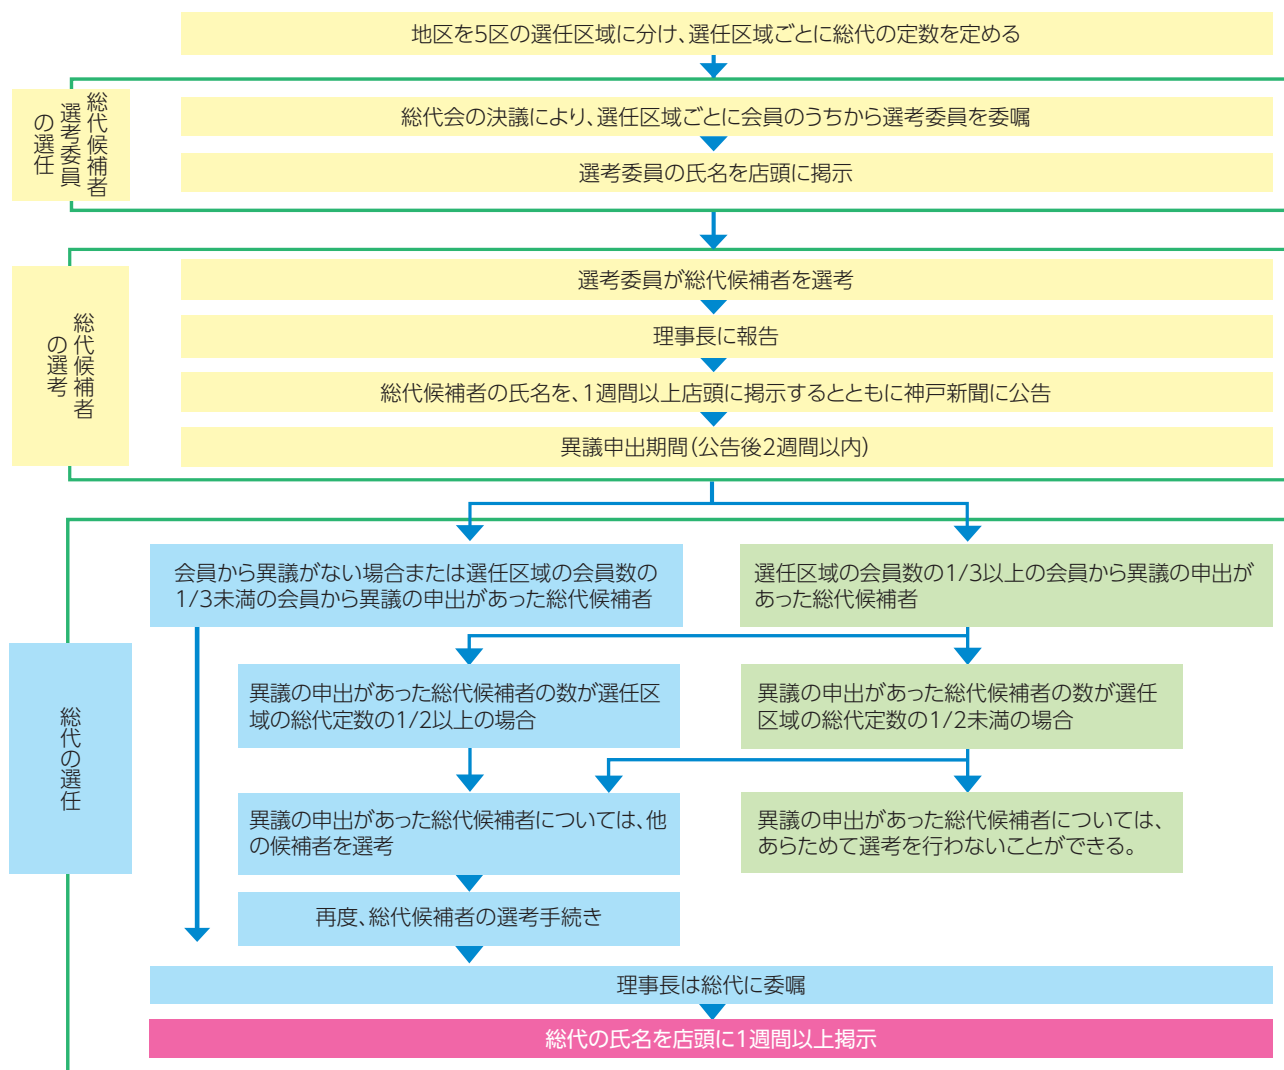 地区を5区の選任区域に分け、選任区域ごとに総代の定数を定める
総代候補者
選考委員
の選任
総代会の決議により、選任区域ごとに会員のうちから選考委員を委嘱
選考委員の氏名を店頭に掲示
総代候補者
の選考
選考委員が総代候補者を選考
理事長に報告
総代候補者の氏名を、1週間以上店頭に掲示するとともに神戸新聞に公告
異議申出期間(公告後2週間以内)
総代の選任
会員から異議がない場合または選任区域の会員数の
1/3未満の会員から異議の申出があった総代候補者
選任区域の会員数の1/3以上の会員から異議の申出が
あった総代候補者
異議の申出があった総代候補者の数が選任区
域の総代定数の1/2以上の場合
異議の申出があった総代候補者の数が選任
区域の総代定数の1/2未満の場合
異議の申出があった総代候補者については、他
の候補者を選考
異議の申出があった総代候補者については、
あらためて選考を行わないことができる。
再度、総代候補者の選考手続き
理事長は総代に委嘱
総代の氏名を店頭に1週間以上掲示